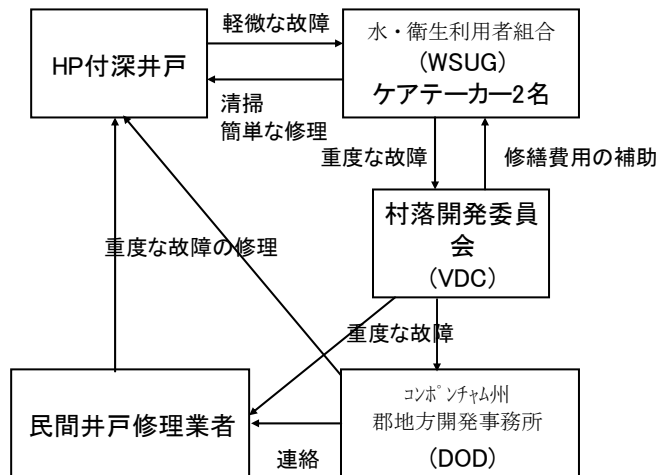 軽微な故障
HP付深井戸
水・衛生利用者組合
(WSUG)
ケアテーカー2名
清掃
簡単な修理
重度な故障
修繕費用の補助
村落開発委員
会
(VDC)
重度な故障の修理
重度な故障
民間井戸修理業者
ｺﾝﾎﾟﾝﾁｬﾑ州
郡地方開発事務所
(DOD)
連絡